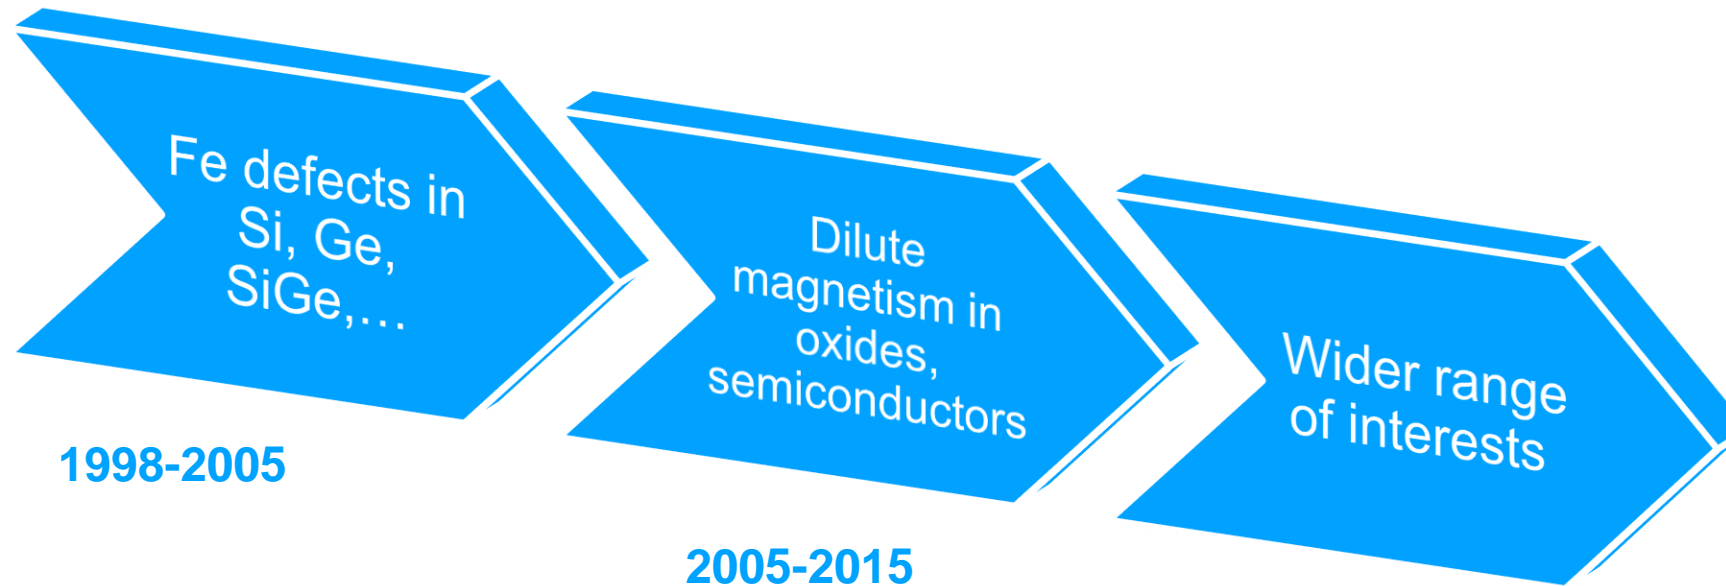 Fe defects in
Si, Ge,
SiGe,...
1998-2005
Dilute
magnetism in
oxides,
semiconductors
2005-2015
Wider range
of interests